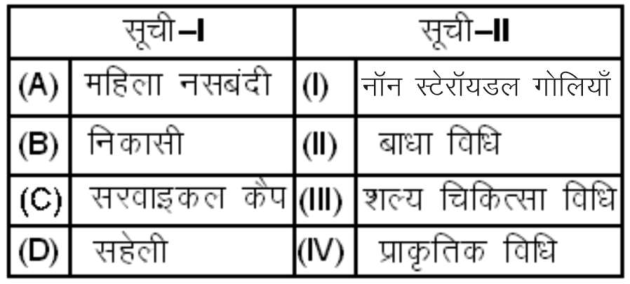 सूची–I सूची–II
(A) महिला नसबंदी (I) नॉन स्टेरॉयडल गोलियाँ
(B) निकासी (II) बाधा विधि
(C) सरवाइकल कैप (III) शल्य चिकित्सा विधि
(D) सहेली (IV) प्राकृतिक विधि